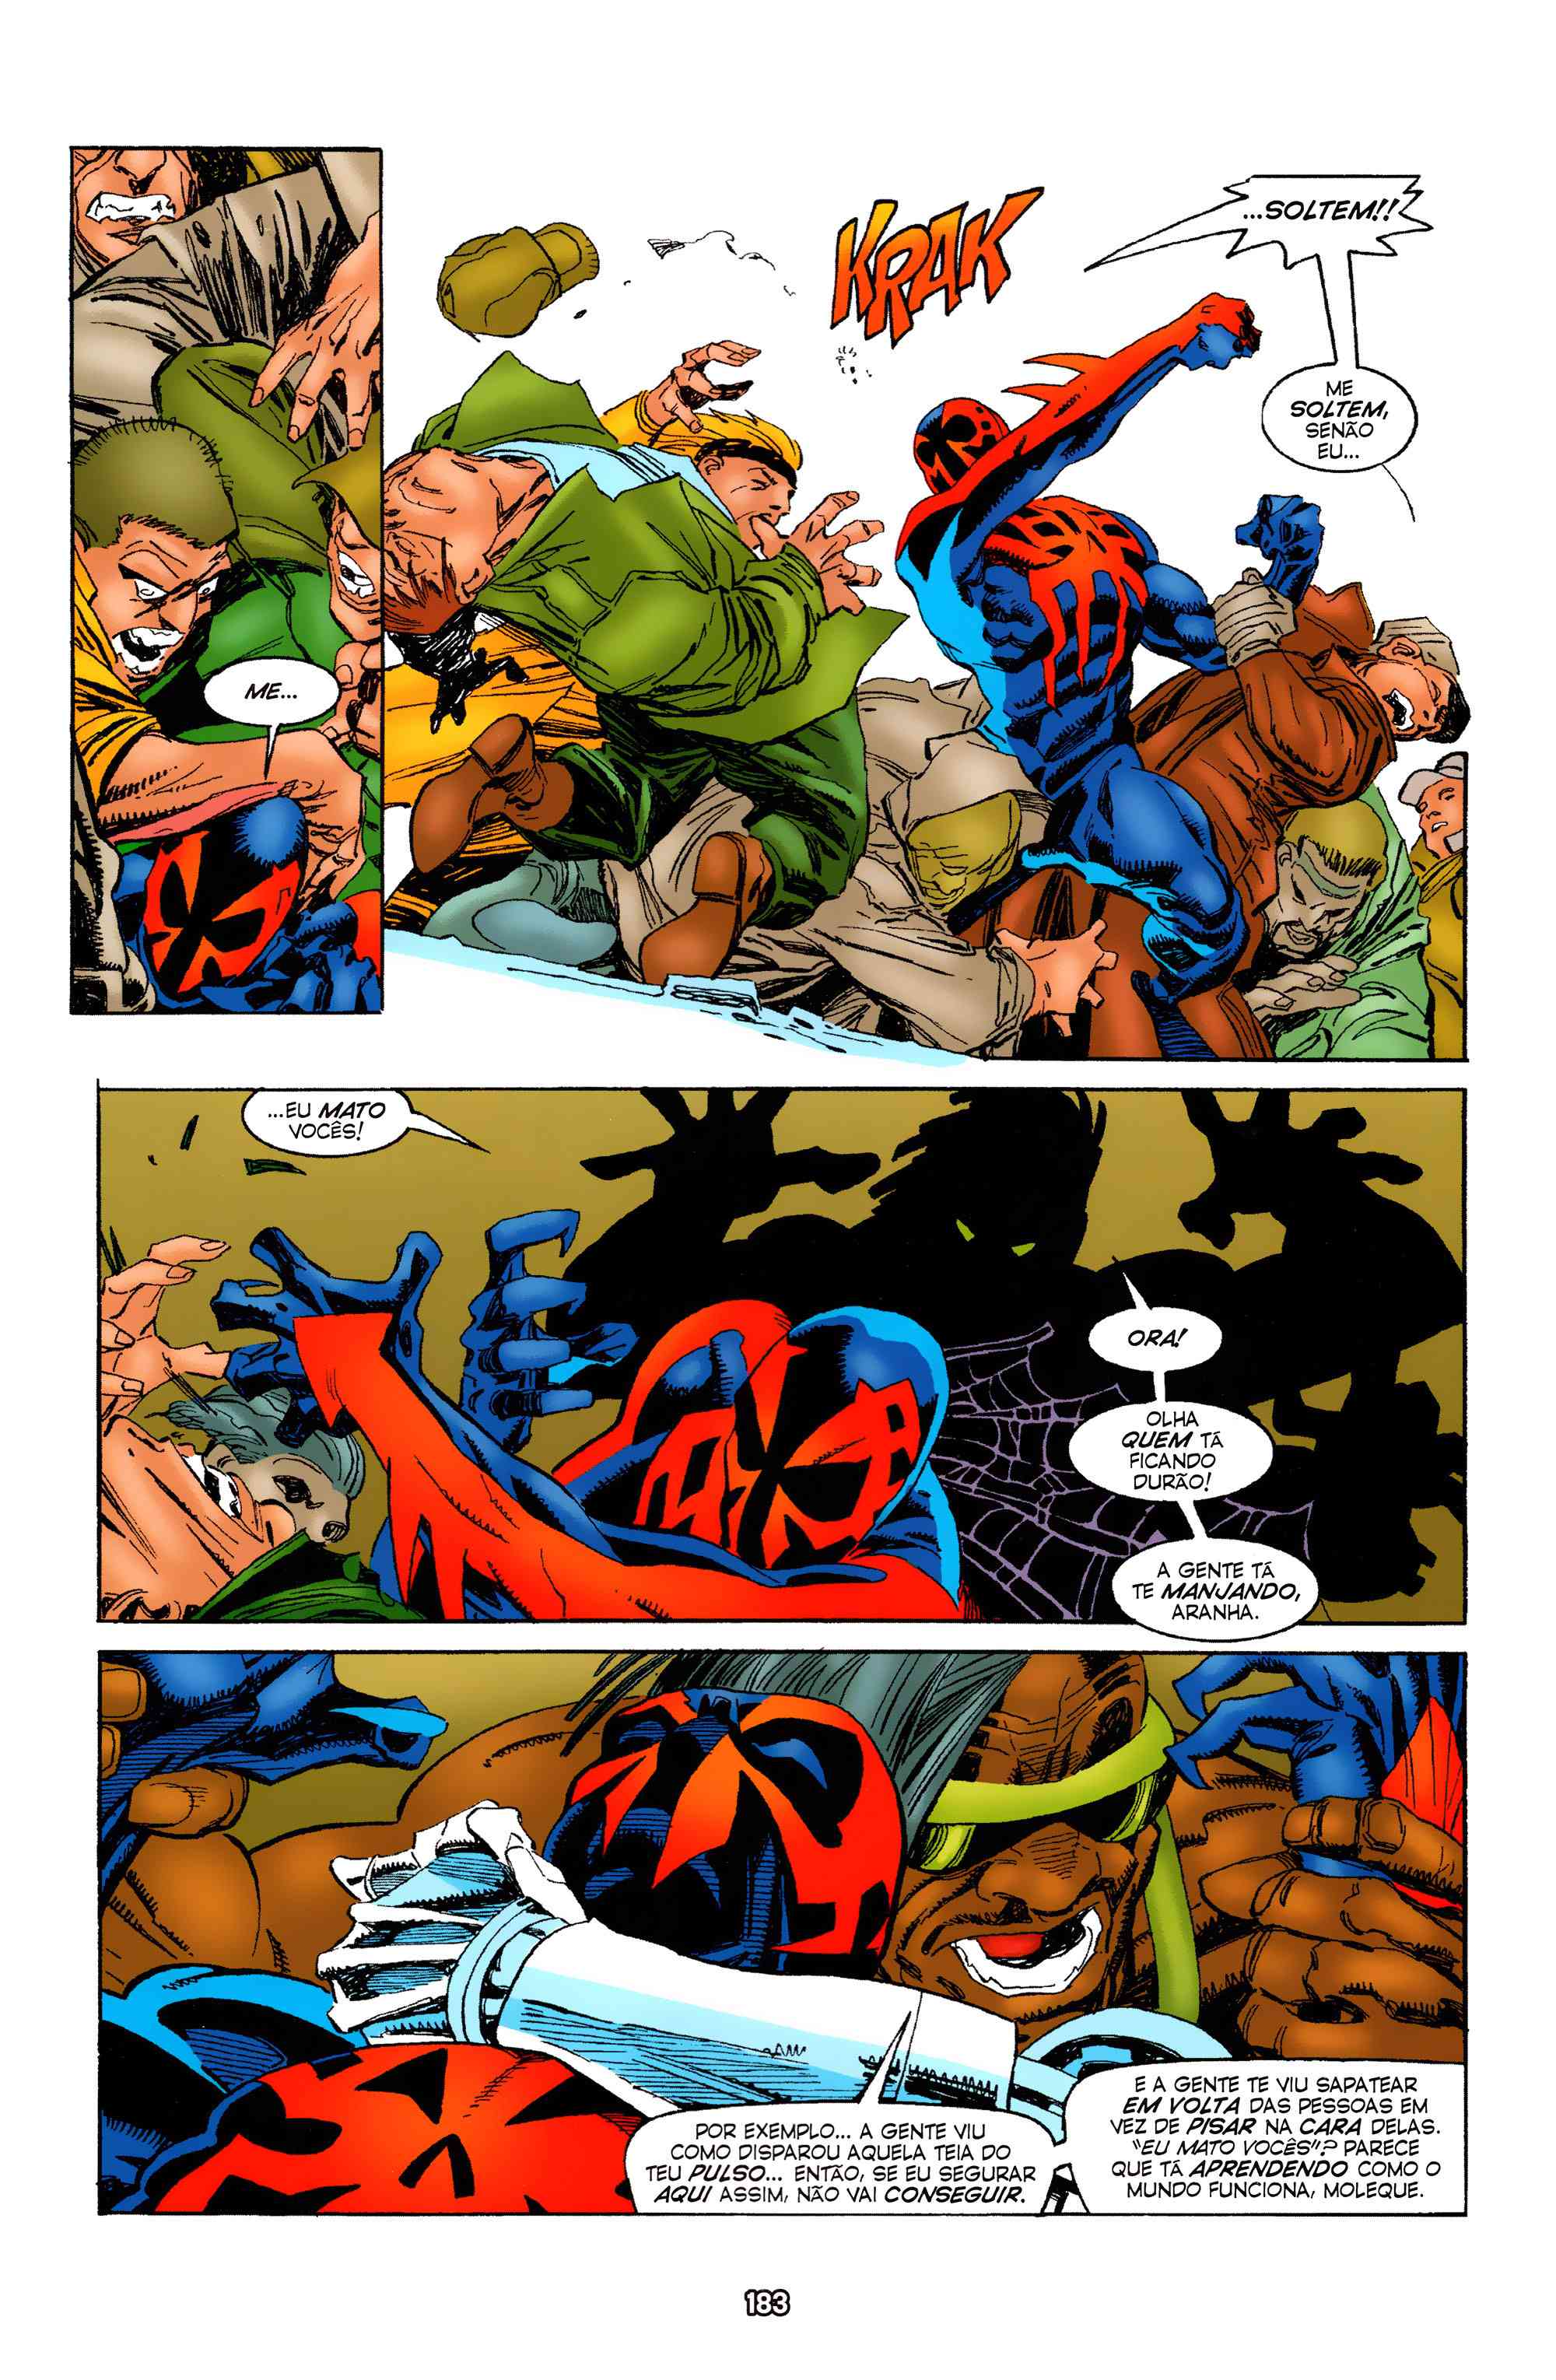 ME...
KRAK
...SOLTEM!!
ME
SOLTEM,
SENÃO
EU...
...EU MATO
VOCÊS!
ORA!
OLHA
QUEM TÁ
FICANDO
DURÃO!
A GENTE TÁ
TE MANJANDO,
ARANHA.
POR EXEMPLO... A GENTE VIU
COMO DISPAROU AQUELA TEIA DO
TEU PULSO... ENTÃO, SE EU SEGURAR
AQUI ASSIM, NÃO VAI CONSEGUIR.
E A GENTE TE VIU SAPATEAR
EM VOLTA DAS PESSOAS EM
VEZ DE PISAR NA CARA DELAS.
"EU MATO VOCÊS"? PARECE
QUE TÁ APRENDENDO COMO O
MUNDO FUNCIONA, MOLEQUE.
183